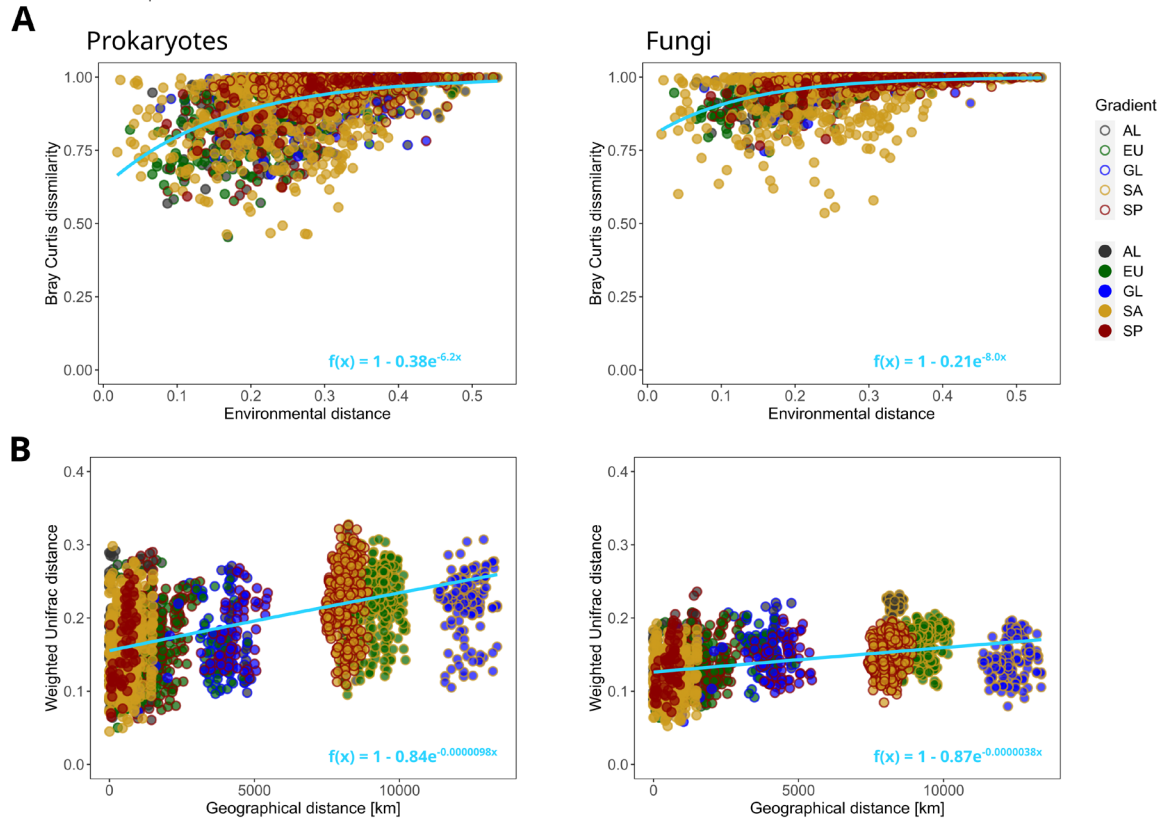 A
Prokaryotes
Fungi
Bray Curtis dissmilarity
1.00
0.75
0.50
0.25
0.00
f(x) = 1 - 0.38e^-6.2x
0.0 0.1 0.2 0.3 0.4 0.5
Environmental distance
Bray Curtis dissmilarity
1.00
0.75
0.50
0.25
0.00
f(x) = 1 - 0.21e^-8.0x
0.0 0.1 0.2 0.3 0.4 0.5
Environmental distance
Gradient
AL
EU
GL
SA
SP
AL
EU
GL
SA
SP
B
Weighted Unifrac distance
0.4
0.3
0.2
0.1
0.0
f(x) = 1 - 0.84e^-0.0000098x
0 5000 10000
Geographical distance [km]
Weighted Unifrac distance
0.4
0.3
0.2
0.1
0.0
f(x) = 1 - 0.87e^-0.0000038x
0 5000 10000
Geographical distance [km]